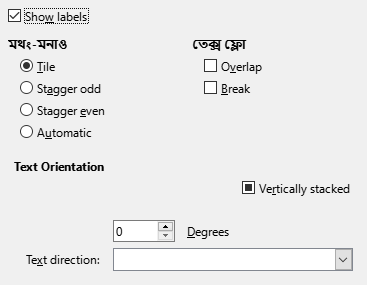 Show labels
মথং-মনাও
তেক্স ফ্লো
Tile
Overlap
Stagger odd
Break
Stagger even
Automatic
Text Orientation
Vertically stacked
0
Degrees
Text direction: